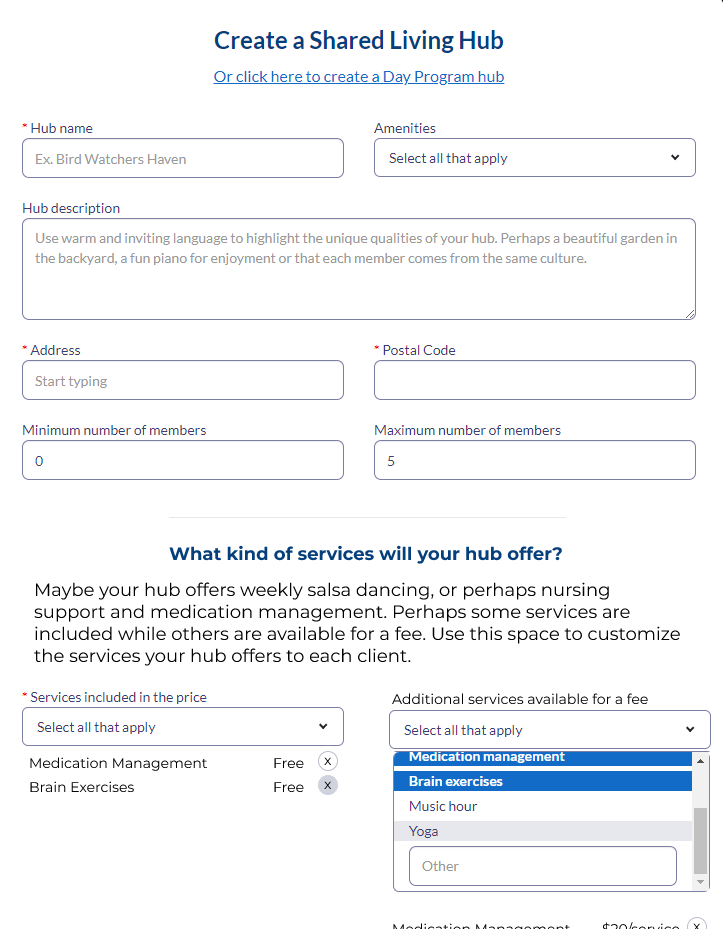 Create a Shared Living Hub
Or click here to create a Day Program hub
* Hub name
Ex. Bird Watchers Haven
Amenities
Select all that apply
Hub description
Use warm and inviting language to highlight the unique qualities of your hub. Perhaps a beautiful garden in
the backyard, a fun piano for enjoyment or that each member comes from the same culture.
* Address
Start typing
* Postal Code
Minimum number of members
0
Maximum number of members
5
What kind of services will your hub offer?
Maybe your hub offers weekly salsa dancing, or perhaps nursing
support and medication management. Perhaps some services are
included while others are available for a fee. Use this space to customize
the services your hub offers to each client.
* Services included in the price
Select all that apply
Medication Management Free X
Brain Exercises Free X
Additional services available for a fee
Select all that apply
Medication management
Brain exercises
Music hour
Yoga
Other
Medication Management $20/service X